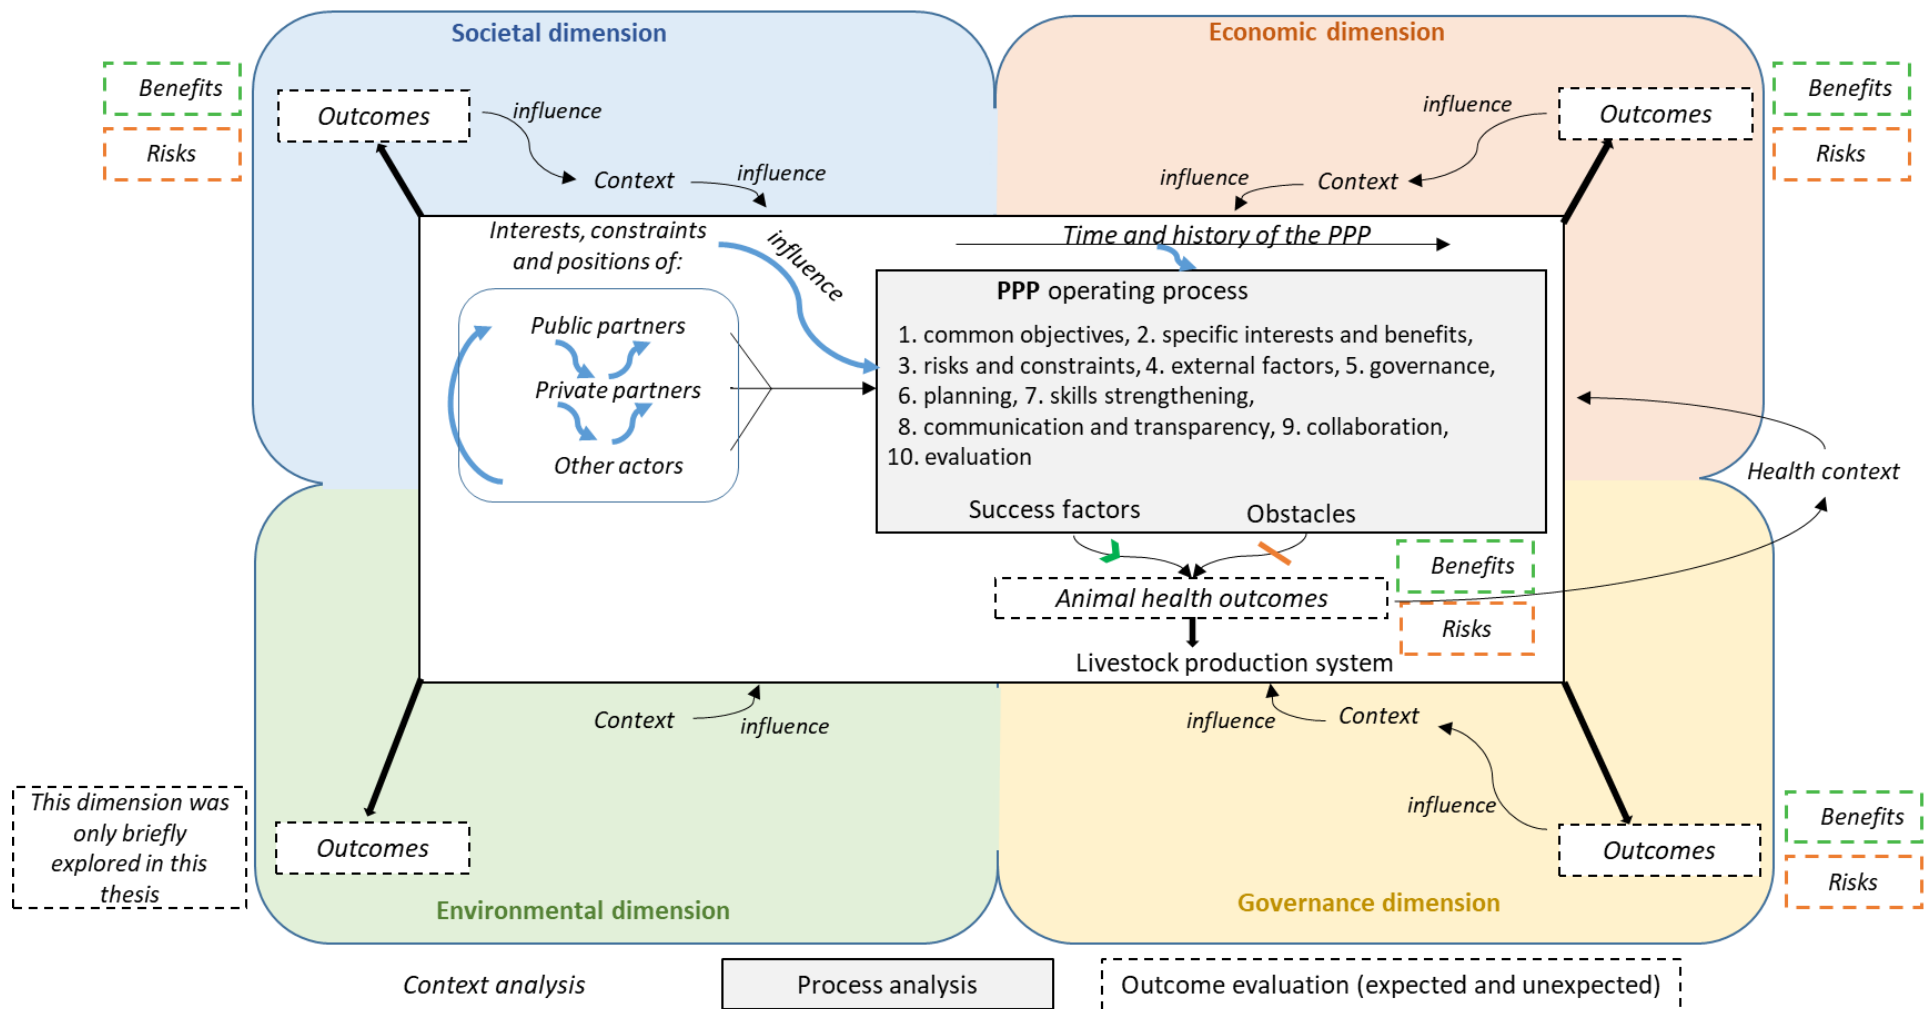 Societal dimension
Economic dimension
Benefits
Risks
Outcomes
influence
Context
influence
influence
Context
influence
Outcomes
Benefits
Risks
Interests, constraints
and positions of:
influence
Time and history of the PPP
Public partners
Private partners
Other actors
PPP operating process
1. common objectives, 2. specific interests and benefits,
3. risks and constraints, 4. external factors, 5. governance,
6. planning, 7. skills strengthening,
8. communication and transparency, 9. collaboration,
10. evaluation
Success factors
Obstacles
Health context
Benefits
Animal health outcomes
Risks
Livestock production system
Context
influence
influence
Context
influence
This dimension was
only briefly
explored in this
thesis
Outcomes
Outcomes
Benefits
Risks
Environmental dimension
Governance dimension
Context analysis
Process analysis
Outcome evaluation (expected and unexpected)